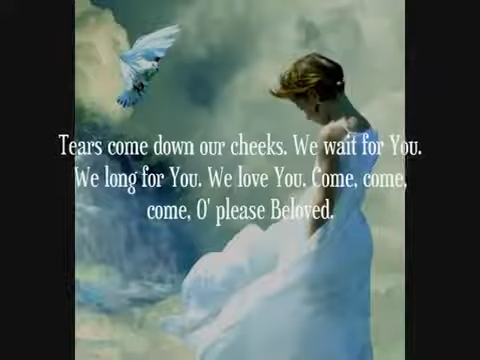 Tears come down our cheeks. We wait for You.
We long for You. We love You. Come, come,
come, O' please Beloved.